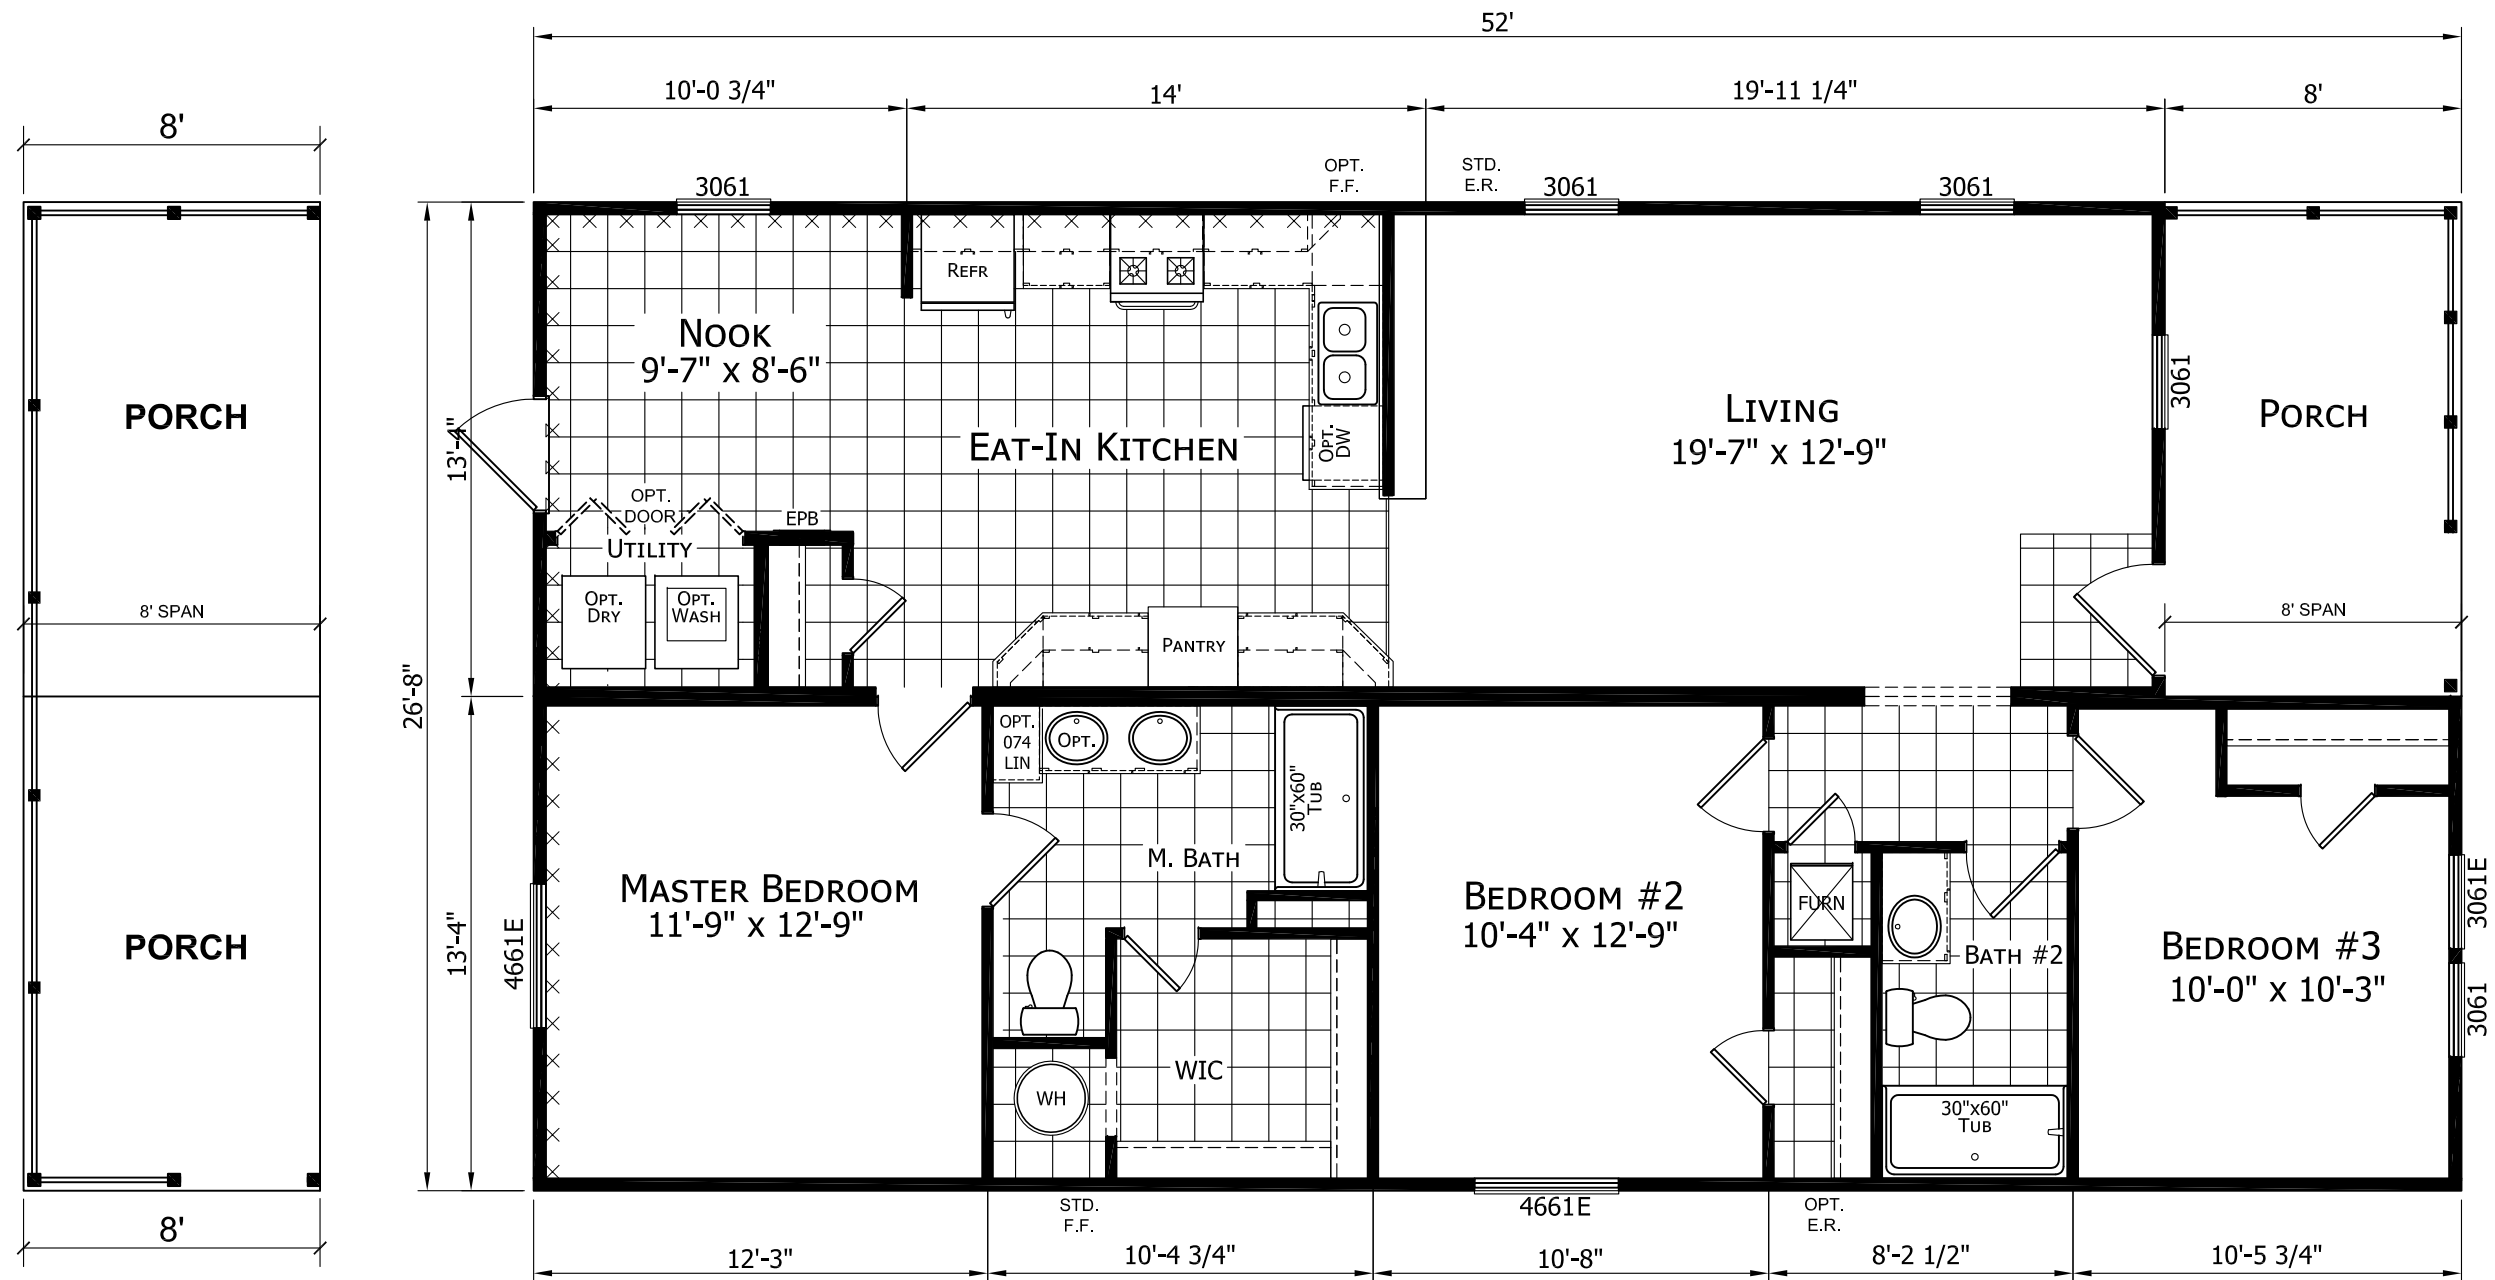 52'
10'-0 3/4"
14'
19'-11 1/4"
8'
8'
OPT.
F.F.
STD.
E.R.
3061
3061
3061
REFR
NOOK
9'-7" x 8'-6"
EAT-IN KITCHEN
OPT.
DW
LIVING
19'-7" x 12'-9"
3061
PORCH
PORCH
13'-4"
OPT.
DOOR
EPB
UTILITY
OPT.
DRY
OPT.
WASH
PANTRY
8' SPAN
8' SPAN
26'-8"
OPT.
074
LIN
OPT.
30"x60"
TUB
M. BATH
MASTER BEDROOM
11'-9" x 12'-9"
4661E
13'-4"
PORCH
BEDROOM #2
10'-4" x 12'-9"
FURN
BATH #2
BEDROOM #3
10'-0" x 10'-3"
3061E
3061
WH
WIC
30"x60"
TUB
STD.
F.F.
4661E
OPT.
E.R.
8'
12'-3"
10'-4 3/4"
10'-8"
8'-2 1/2"
10'-5 3/4"